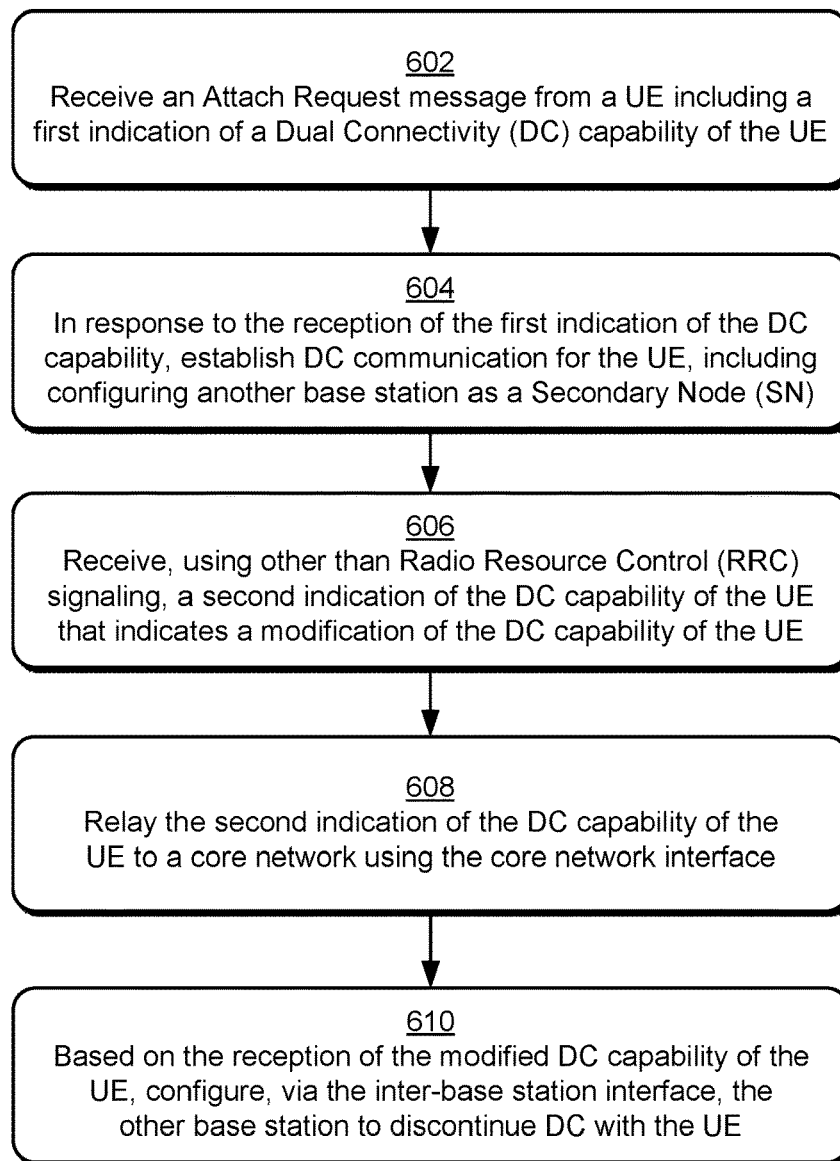 602
Receive an Attach Request message from a UE including a
first indication of a Dual Connectivity (DC) capability of the UE
604
In response to the reception of the first indication of the DC
capability, establish DC communication for the UE, including
configuring another base station as a Secondary Node (SN)
606
Receive, using other than Radio Resource Control (RRC)
signaling, a second indication of the DC capability of the UE
that indicates a modification of the DC capability of the UE
608
Relay the second indication of the DC capability of the
UE to a core network using the core network interface
610
Based on the reception of the modified DC capability of the
UE, configure, via the inter-base station interface, the
other base station to discontinue DC with the UE